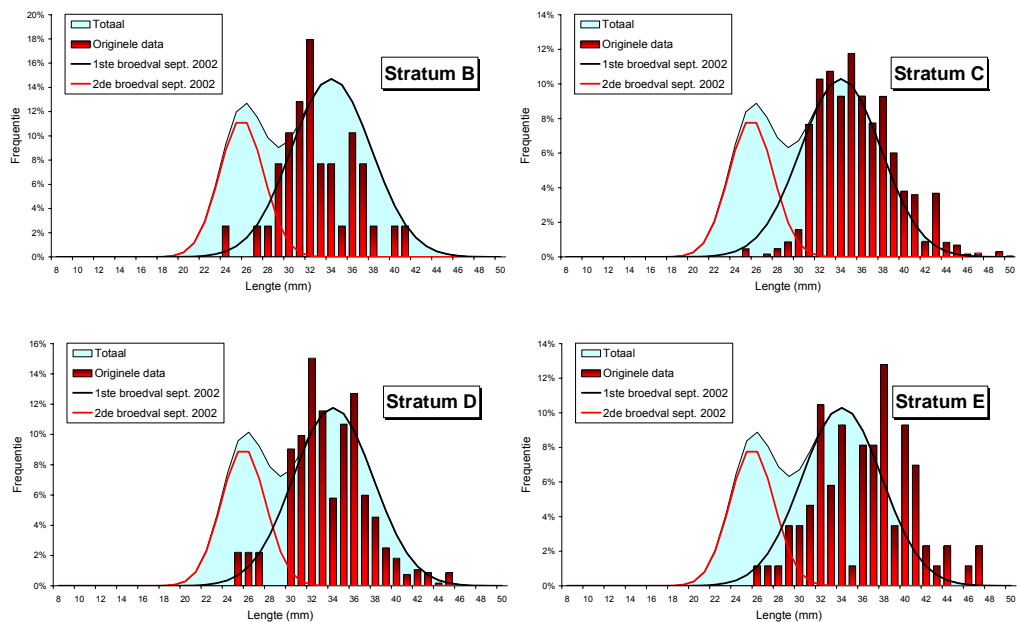 20%
18%
16%
14%
12%
10%
8%
6%
4%
2%
0%
Frequentie
Totaal
Originele data
1ste broedval sept. 2002
2de broedval sept. 2002
Stratum B
8 10 12 14 16 18 20 22 24 26 28 30 32 34 36 38 40 42 44 46 48 50
Lengte (mm)
14%
12%
10%
8%
6%
4%
2%
0%
Frequentie
Totaal
Originele data
1ste broedval sept. 2002
2de broedval sept. 2002
Stratum C
8 10 12 14 16 18 20 22 24 26 28 30 32 34 36 38 40 42 44 46 48 50
Lengte (mm)
16%
14%
12%
10%
8%
6%
4%
2%
0%
Frequentie
Totaal
Originele data
1ste broedval sept. 2002
2de broedval sept. 2002
Stratum D
8 10 12 14 16 18 20 22 24 26 28 30 32 34 36 38 40 42 44 46 48 50
Lengte (mm)
14%
12%
10%
8%
6%
4%
2%
0%
Frequentie
Totaal
Originele data
1ste broedval sept. 2002
2de broedval sept. 2002
Stratum E
8 10 12 14 16 18 20 22 24 26 28 30 32 34 36 38 40 42 44 46 48 50
Lengte (mm)